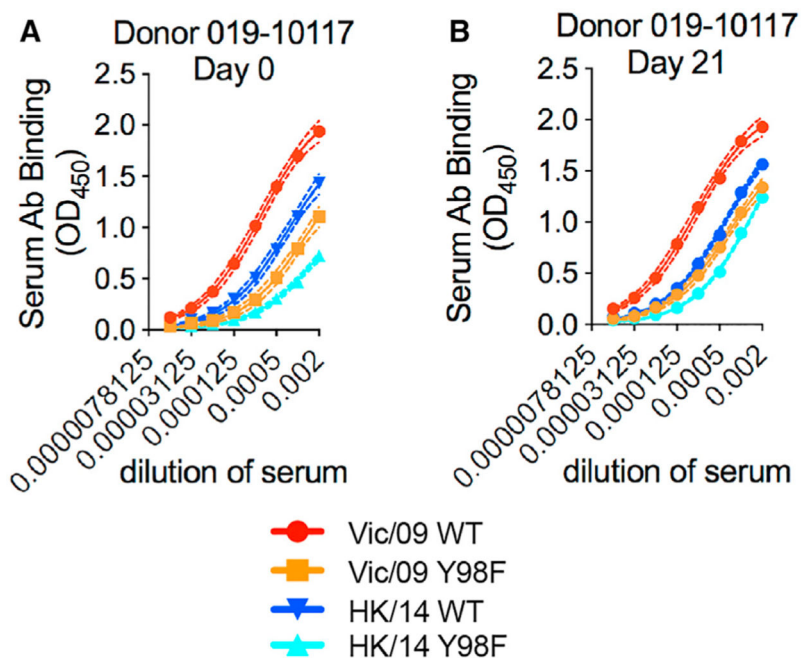 A
Donor 019-10117
Day 0
Serum Ab Binding
(OD450)
2.5
2.0
1.5
1.0
0.5
0.0
0.00000078125
0.000003125
0.000125
0.0005
0.002
dilution of serum
B
Donor 019-10117
Day 21
Serum Ab Binding
(OD450)
2.5
2.0
1.5
1.0
0.5
0.0
0.00000078125
0.000003125
0.000125
0.0005
0.002
dilution of serum
Vic/09 WT
Vic/09 Y98F
HK/14 WT
HK/14 Y98F